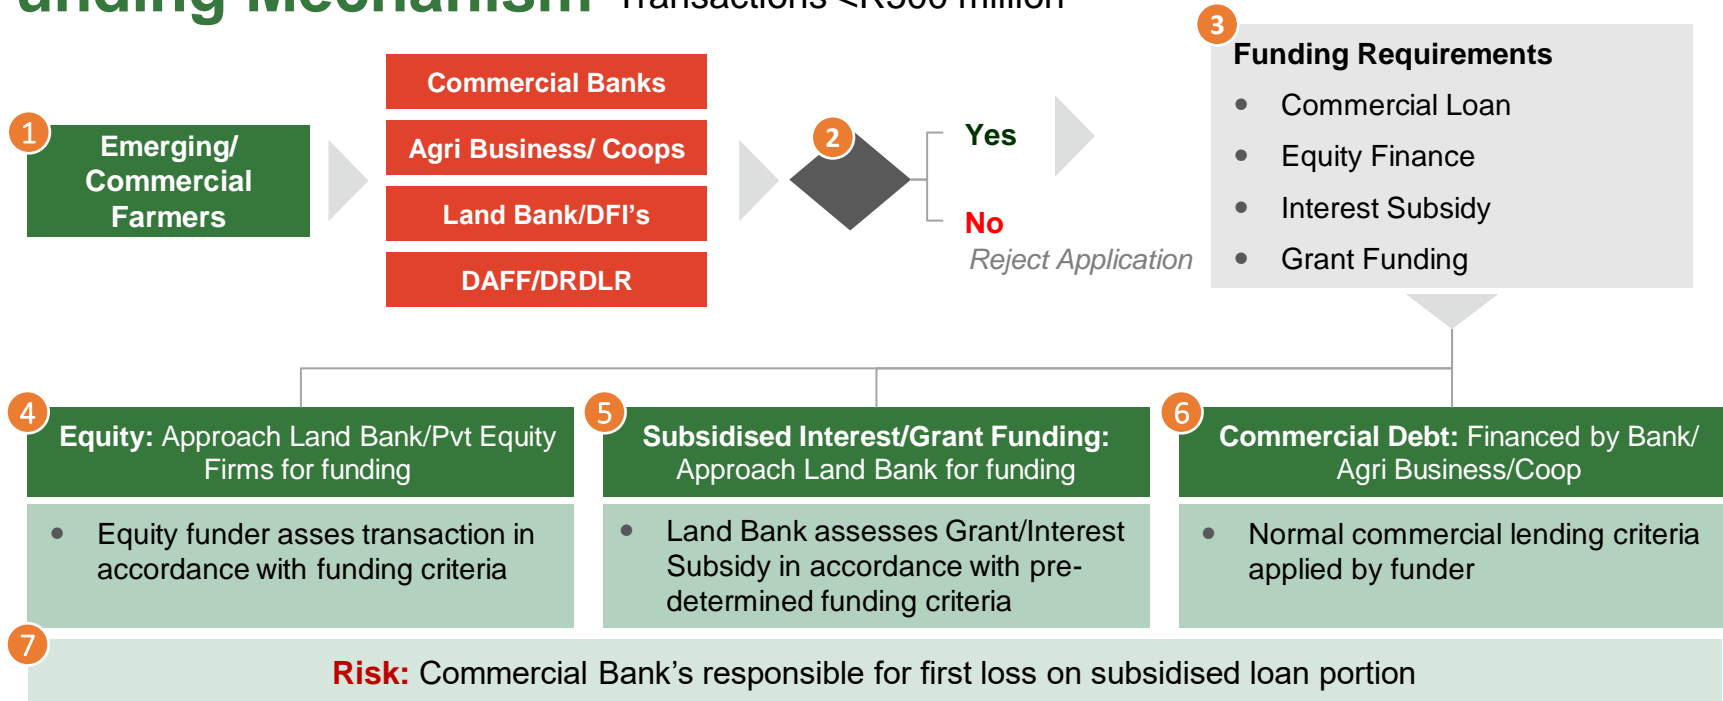 unding Mechanism Transactions <R500 million
1
Emerging/
Commercial
Farmers
Commercial Banks
Agri Business/ Coops
Land Bank/DFI's
DAFF/DRDLR
2
Yes
No
Reject Application
3
Funding Requirements
• Commercial Loan
• Equity Finance
• Interest Subsidy
• Grant Funding
4
Equity: Approach Land Bank/Pvt Equity
Firms for funding
• Equity funder asses transaction in
accordance with funding criteria
5
Subsidised Interest/Grant Funding:
Approach Land Bank for funding
• Land Bank assesses Grant/Interest
Subsidy in accordance with pre-
determined funding criteria
6
Commercial Debt: Financed by Bank/
Agri Business/Coop
• Normal commercial lending criteria
applied by funder
7
Risk: Commercial Bank's responsible for first loss on subsidised loan portion